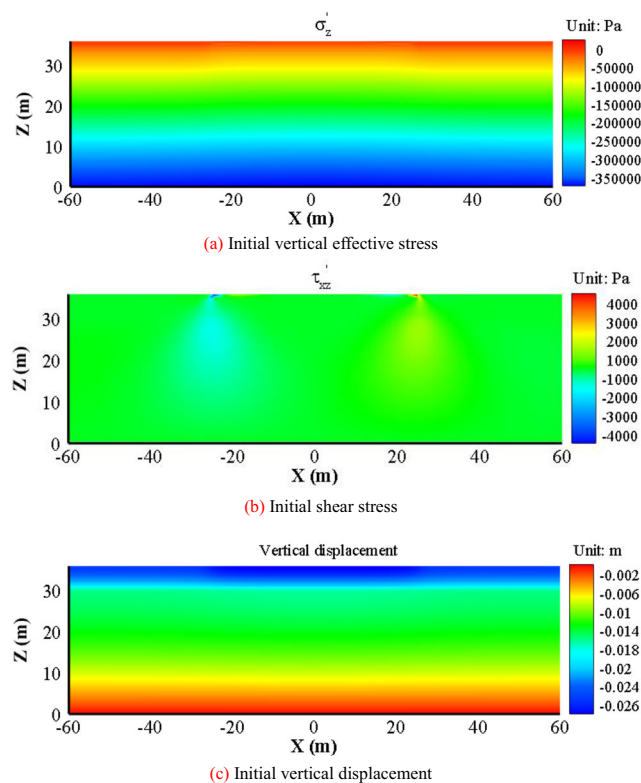 σ'z Unit: Pa
0
-50000
-100000
-150000
-200000
-250000
-300000
-350000
Z (m)
30
20
10
0
-60 -40 -20 0 20 40 60
X (m)
(a) Initial vertical effective stress
τ'xz Unit: Pa
4000
3000
2000
1000
0
-1000
-2000
-3000
-4000
Z (m)
30
20
10
0
-60 -40 -20 0 20 40 60
X (m)
(b) Initial shear stress
Vertical displacement Unit: m
-0.002
-0.006
-0.01
-0.014
-0.018
-0.02
-0.024
-0.026
Z (m)
30
20
10
0
-60 -40 -20 0 20 40 60
X (m)
(c) Initial vertical displacement